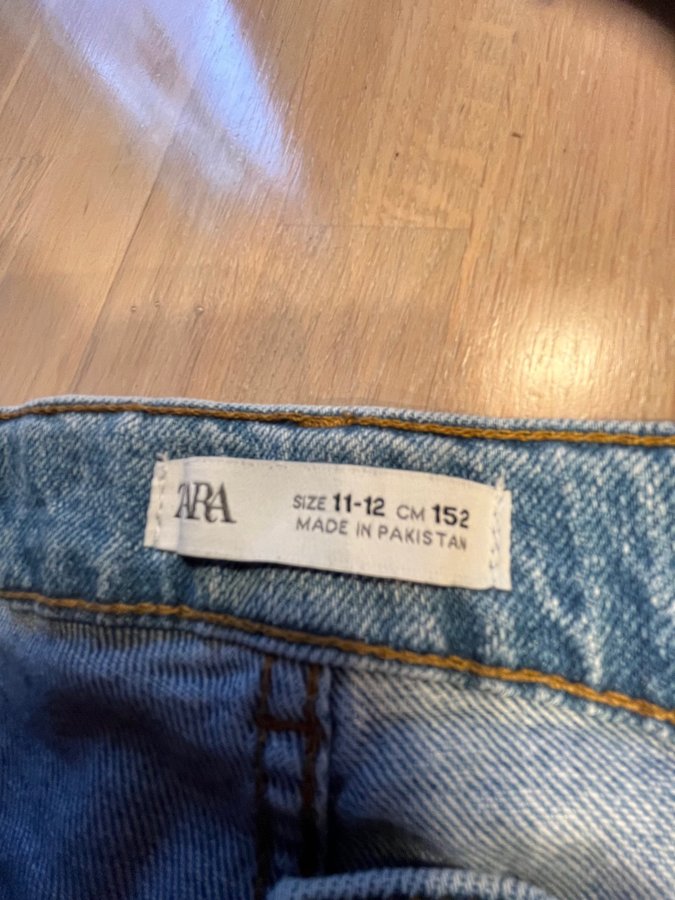 ZARA
SIZE 11-12 CM 152
MADE IN PAKISTAN